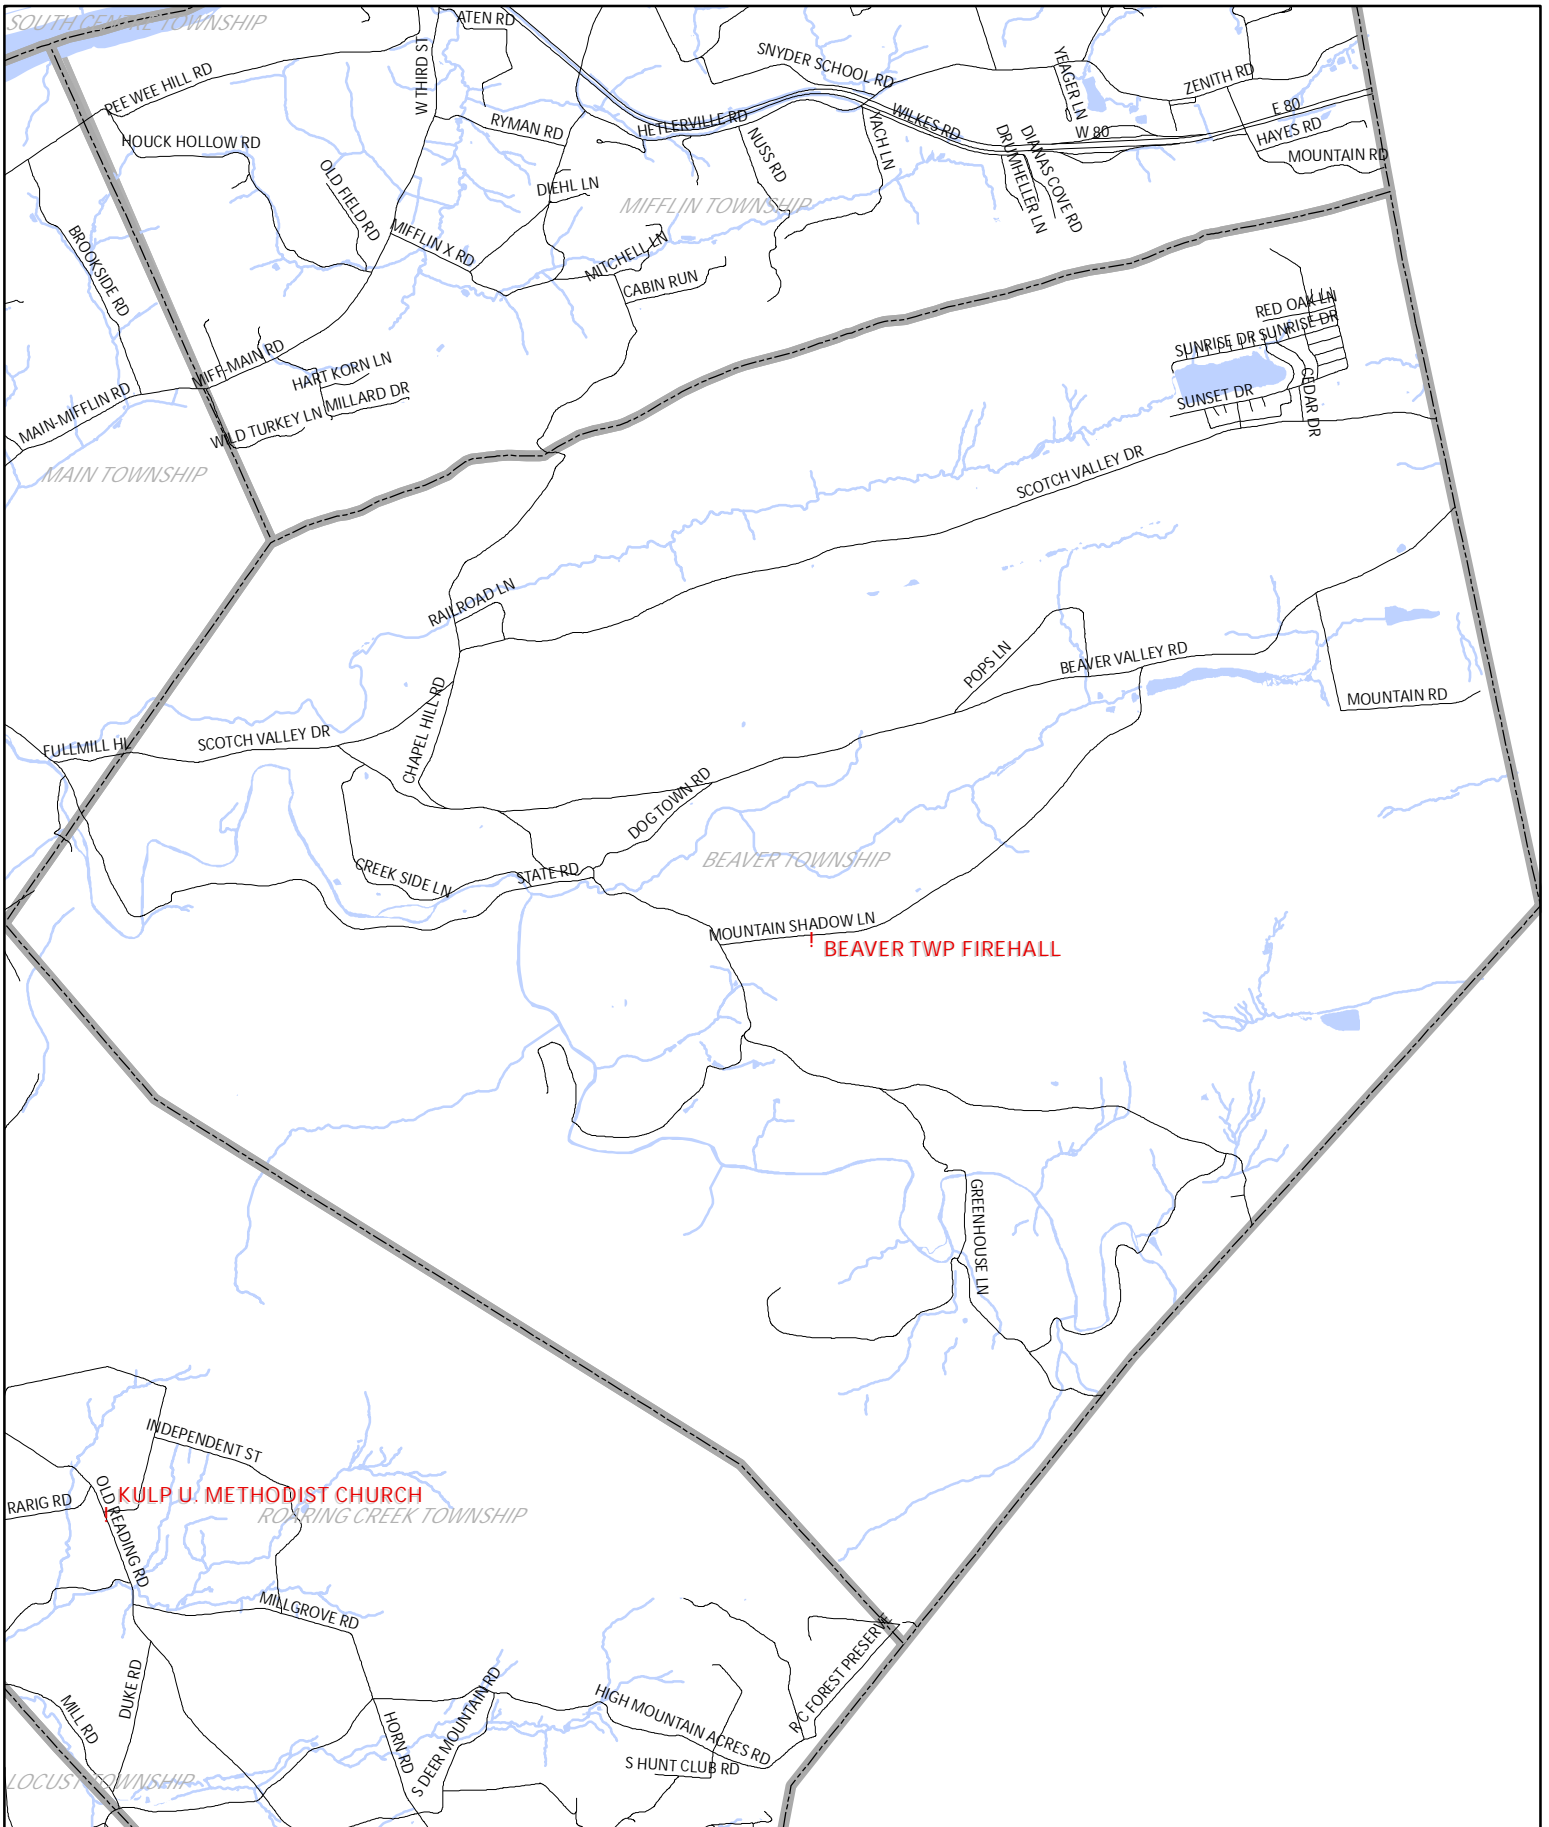 SOUTH CENTRE TOWNSHIP
ATEN RD
W THIRD ST
SNYDER SCHOOL RD
YEAGER LN
ZENITH RD
PEE WEE HILL RD
E 80
HETLERVILLE RD
WILKES RD
RYMAN RD
W 80
HAYES RD
HOUCK HOLLOW RD
NUSS RD
YACH LN
DRUMHELLER LN
DIANAS COVE RD
MOUNTAIN RD
OLD FIELD RD
DIEHL LN
MIFFLIN TOWNSHIP
MIFFLIN X RD
BROOKSIDE RD
MITCHELL LN
CABIN RUN
RED OAK LN
SUNRISE DR
SUNRISE DR
MIFF-MAIN RD
HART KORN LN
CEDAR DR
MAIN-MIFFLIN RD
MILLARD DR
SUNSET DR
WILD TURKEY LN
MAIN TOWNSHIP
SCOTCH VALLEY DR
RAILROAD LN
POPS LN
BEAVER VALLEY RD
MOUNTAIN RD
CHAPEL HILL RD
SCOTCH VALLEY DR
FULLMILL HL
DOG TOWN RD
BEAVER TOWNSHIP
CREEK SIDE LN
STATE RD
MOUNTAIN SHADOW LN
! BEAVER TWP FIREHALL
GREENHOUSE LN
INDEPENDENT ST
OLD READING RD
! KULP U. METHODIST CHURCH
RARIG RD
ROARING CREEK TOWNSHIP
MILLGROVE RD
DUKE RD
MILL RD
HORN RD
S DEER MOUNTAIN RD
HIGH MOUNTAIN ACRES RD
R C FOREST PRESERVE
S HUNT CLUB RD
LOCUST TOWNSHIP